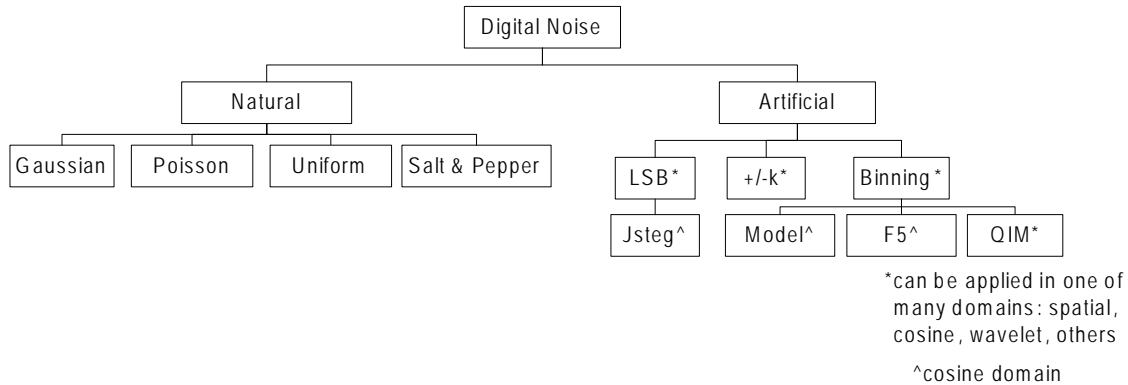 Digital Noise
Natural
Artificial
Gaussian
Poisson
Uniform
Salt & Pepper
LSB*
+/-k*
Binning*
Jsteg^
Model^
F5^
QIM*
*can be applied in one of
many domains: spatial,
cosine, wavelet, others
^cosine domain